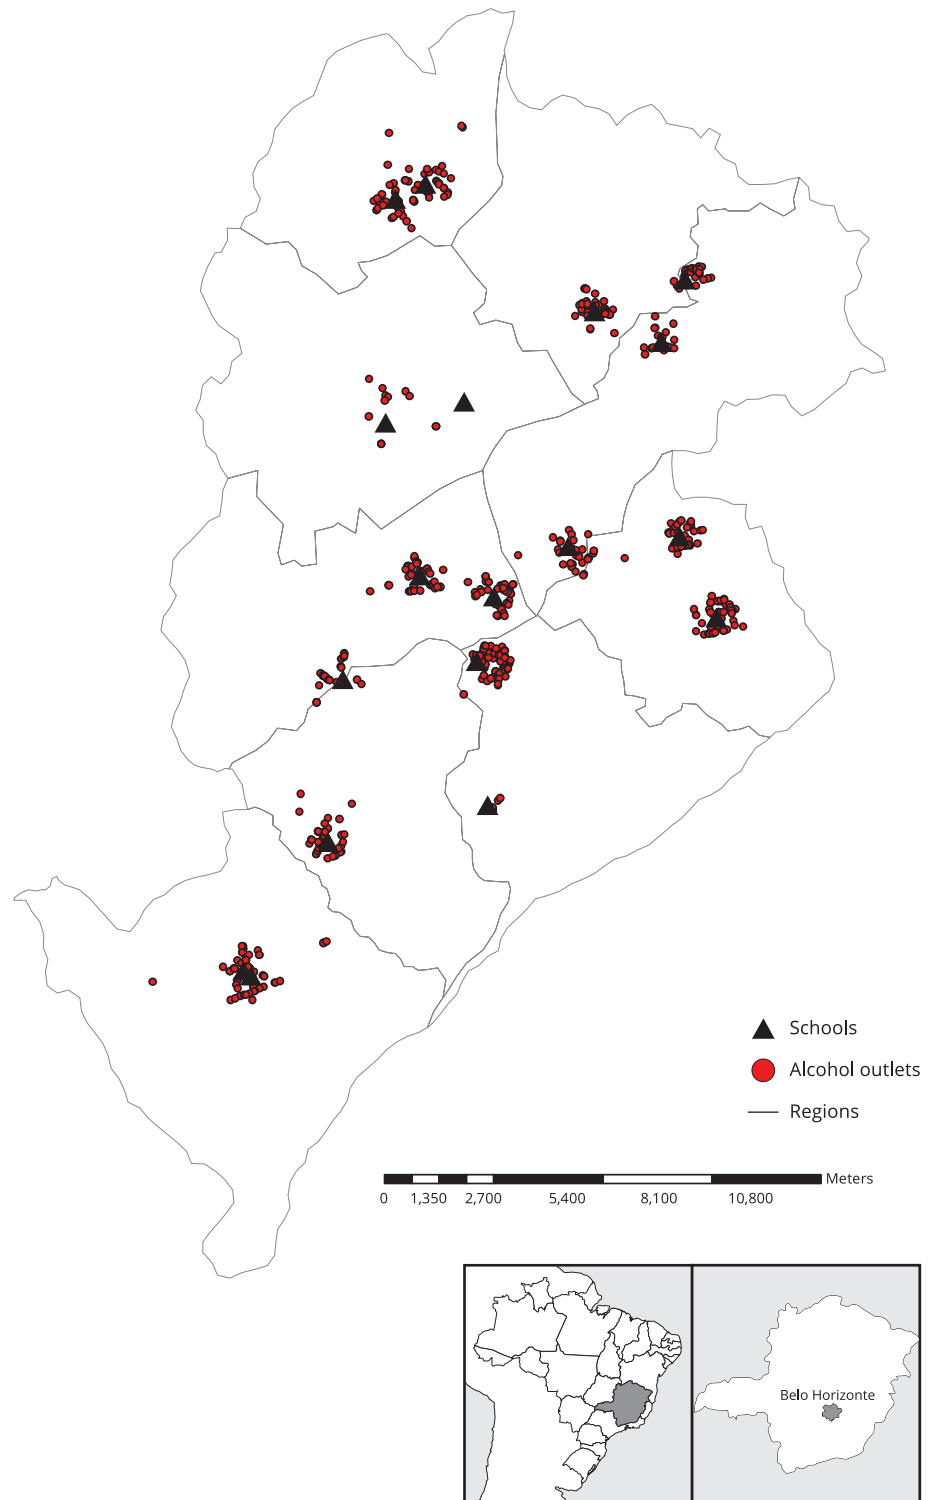 Schools
Alcohol outlets
Regions
Meters
0 1,350 2,700 5,400 8,100 10,800
Belo Horizonte